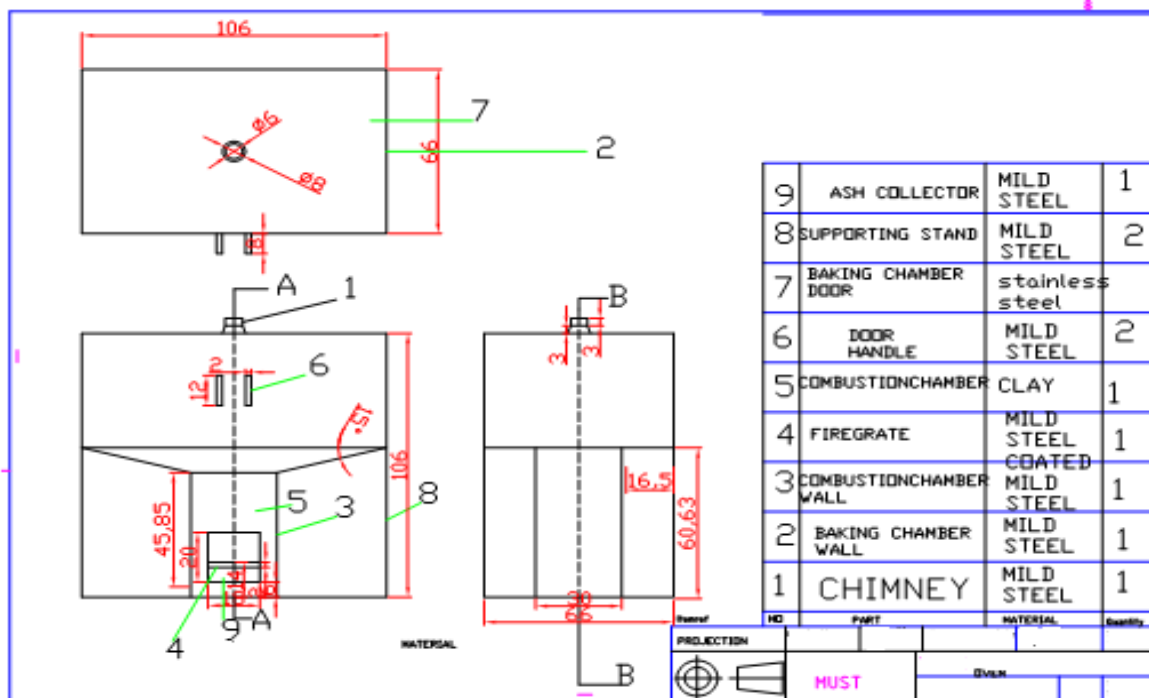 106
Ø6
7
66
2
Ø8
8
A
1
B
2
6
12
3
3
15°
106
16,5
60,63
5
3
8
45,85
20
A
9
4
B
MATERIAL
9 ASH COLLECTOR MILD STEEL 1
8 SUPPORTING STAND MILD STEEL 2
7 BAKING CHAMBER DOOR stainless steel
6 DOOR HANDLE MILD STEEL 2
5 COMBUSTIONCHAMBER CLAY 1
4 FIREGRATE MILD STEEL COATED 1
3 COMBUSTIONCHAMBER WALL MILD STEEL 1
2 BAKING CHAMBER WALL MILD STEEL 1
1 CHIMNEY MILD STEEL 1
NO PART MATERIAL Quantity
PROJECTION
MUST